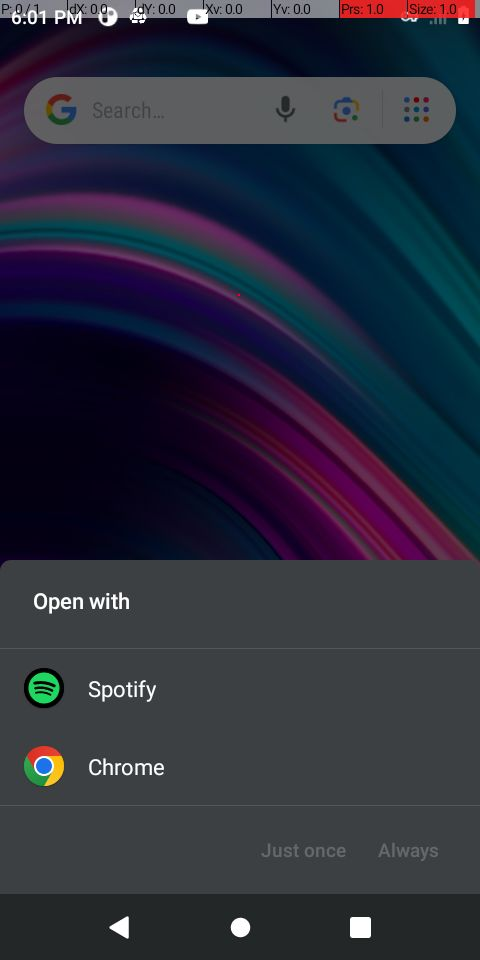 P: 0 / 1 dX: 0.0 dY: 0.0 Xv: 0.0 Yv: 0.0 Prs: 1.0 Size: 1.0
6:01 PM
Search...
Open with
Spotify
Chrome
Just once Always